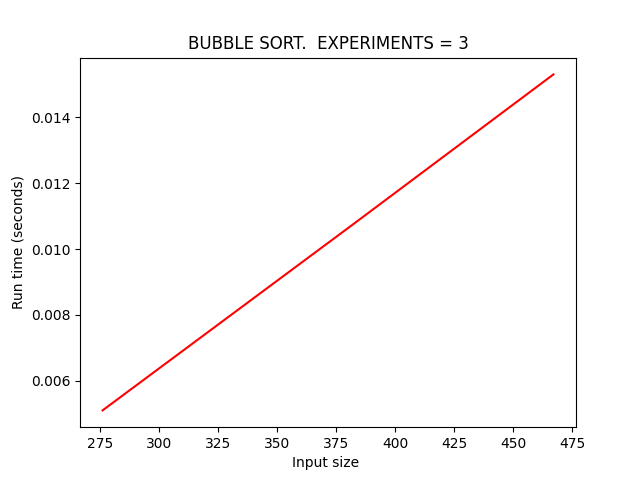 BUBBLE SORT.  EXPERIMENTS = 3
0.014
0.012
0.010
0.008
0.006
Run time (seconds)
275 300 325 350 375 400 425 450 475
Input size